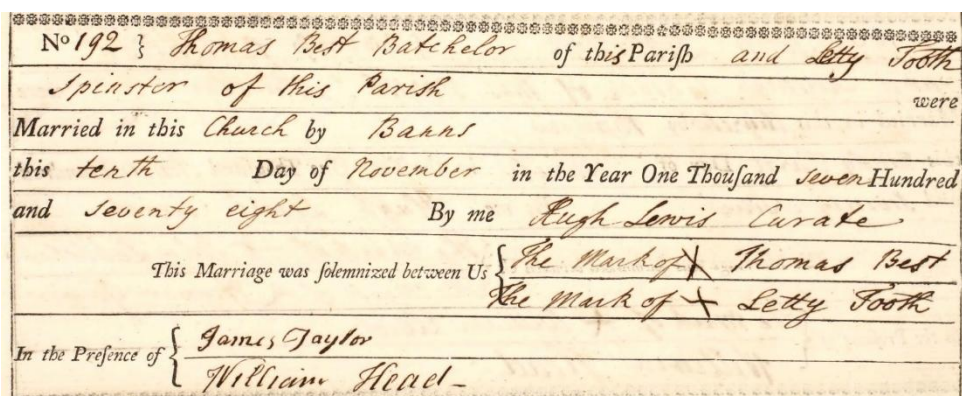 No 192 } Thomas Best Batchelor of this Pariſh and Letty Tooth
Spinster of this Parish were
Married in this Church by Banns
this tenth Day of November in the Year One Thouſand seven Hundred
and seventy eight By me Hugh Lewis Curate
This Marriage was ſolemnized between Us { The Mark of X Thomas Best
The Mark of X Letty Tooth
In the Preſence of { James Taylor
William Head